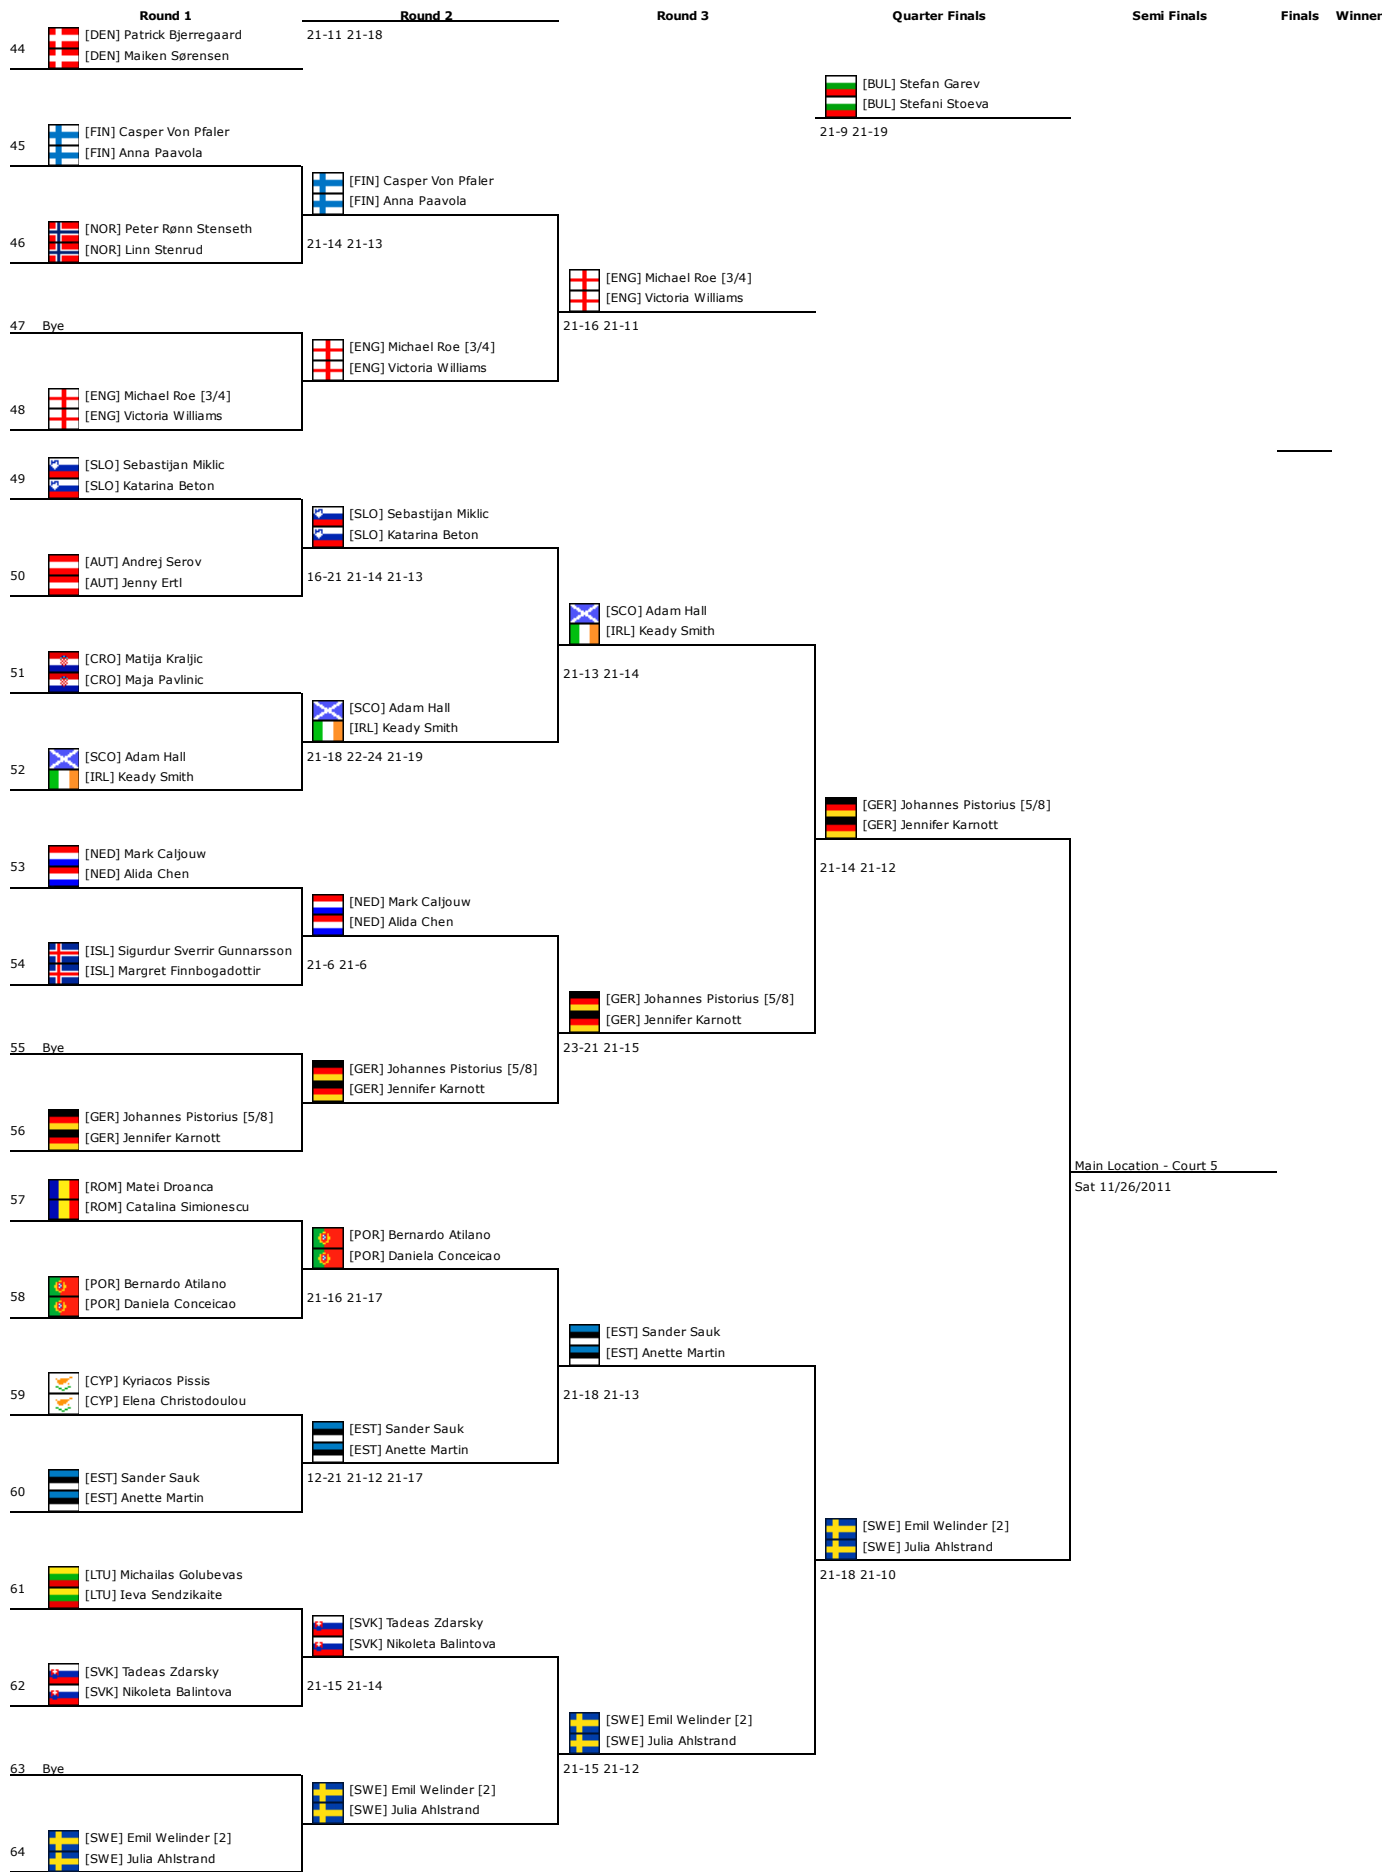 Round 1 Round 2 Round 3 Quarter Finals Semi Finals Finals Winner
44 [DEN] Patrick Bjerregaard
[DEN] Maiken Sørensen
21-11 21-18
[BUL] Stefan Garev
[BUL] Stefani Stoeva
21-9 21-19
45 [FIN] Casper Von Pfaler
[FIN] Anna Paavola
[FIN] Casper Von Pfaler
[FIN] Anna Paavola
46 [NOR] Peter Rønn Stenseth
[NOR] Linn Stenrud
21-14 21-13
[ENG] Michael Roe [3/4]
[ENG] Victoria Williams
47 Bye
21-16 21-11
[ENG] Michael Roe [3/4]
[ENG] Victoria Williams
48 [ENG] Michael Roe [3/4]
[ENG] Victoria Williams
49 [SLO] Sebastijan Miklic
[SLO] Katarina Beton
[SLO] Sebastijan Miklic
[SLO] Katarina Beton
50 [AUT] Andrej Serov
[AUT] Jenny Ertl
16-21 21-14 21-13
[SCO] Adam Hall
[IRL] Keady Smith
51 [CRO] Matija Kraljic
[CRO] Maja Pavlinic
21-13 21-14
[SCO] Adam Hall
[IRL] Keady Smith
52 [SCO] Adam Hall
[IRL] Keady Smith
21-18 22-24 21-19
[GER] Johannes Pistorius [5/8]
[GER] Jennifer Karnott
53 [NED] Mark Caljouw
[NED] Alida Chen
21-14 21-12
[NED] Mark Caljouw
[NED] Alida Chen
54 [ISL] Sigurdur Sverrir Gunnarsson
[ISL] Margret Finnbogadottir
21-6 21-6
[GER] Johannes Pistorius [5/8]
[GER] Jennifer Karnott
55 Bye
23-21 21-15
[GER] Johannes Pistorius [5/8]
[GER] Jennifer Karnott
56 [GER] Johannes Pistorius [5/8]
[GER] Jennifer Karnott
Main Location - Court 5
Sat 11/26/2011
57 [ROM] Matei Droanca
[ROM] Catalina Simionescu
[POR] Bernardo Atilano
[POR] Daniela Conceicao
58 [POR] Bernardo Atilano
[POR] Daniela Conceicao
21-16 21-17
[EST] Sander Sauk
[EST] Anette Martin
59 [CYP] Kyriacos Pissis
[CYP] Elena Christodoulou
21-18 21-13
[EST] Sander Sauk
[EST] Anette Martin
60 [EST] Sander Sauk
[EST] Anette Martin
12-21 21-12 21-17
[SWE] Emil Welinder [2]
[SWE] Julia Ahlstrand
61 [LTU] Michailas Golubevas
[LTU] Ieva Sendzikaite
21-18 21-10
[SVK] Tadeas Zdarsky
[SVK] Nikoleta Balintova
62 [SVK] Tadeas Zdarsky
[SVK] Nikoleta Balintova
21-15 21-14
[SWE] Emil Welinder [2]
[SWE] Julia Ahlstrand
63 Bye
21-15 21-12
[SWE] Emil Welinder [2]
[SWE] Julia Ahlstrand
64 [SWE] Emil Welinder [2]
[SWE] Julia Ahlstrand